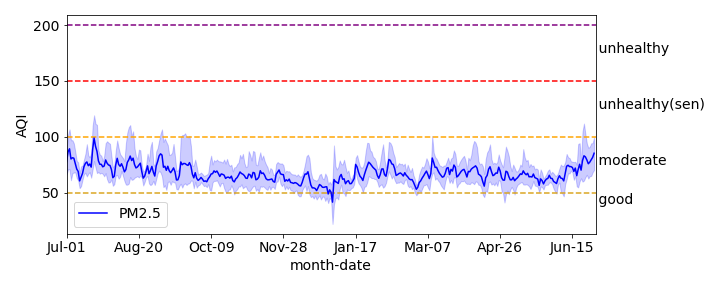 200
150
100
50
AQI
unhealthy
unhealthy(sen)
moderate
good
PM2.5
Jul-01 Aug-20 Oct-09 Nov-28 Jan-17 Mar-07 Apr-26 Jun-15
month-date